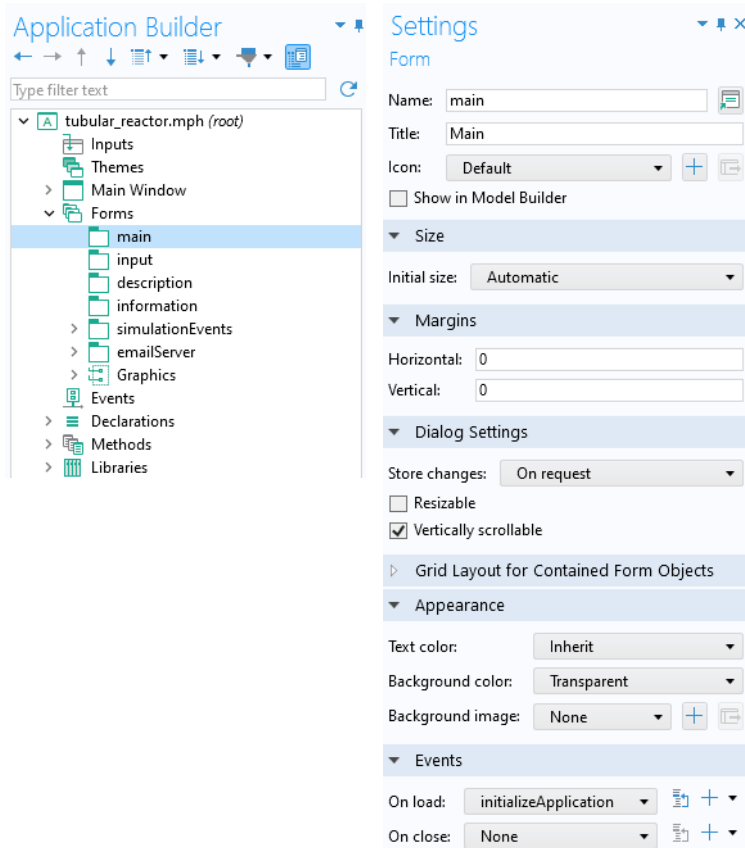 Application Builder
Type filter text
tubular_reactor.mph (root)
Inputs
Themes
Main Window
Forms
main
input
description
information
simulationEvents
emailServer
Graphics
Events
Declarations
Methods
Libraries
Settings
Form
Name: main
Title: Main
Icon: Default
Show in Model Builder
Size
Initial size: Automatic
Margins
Horizontal: 0
Vertical: 0
Dialog Settings
Store changes: On request
Resizable
Vertically scrollable
Grid Layout for Contained Form Objects
Appearance
Text color: Inherit
Background color: Transparent
Background image: None
Events
On load: initializeApplication
On close: None